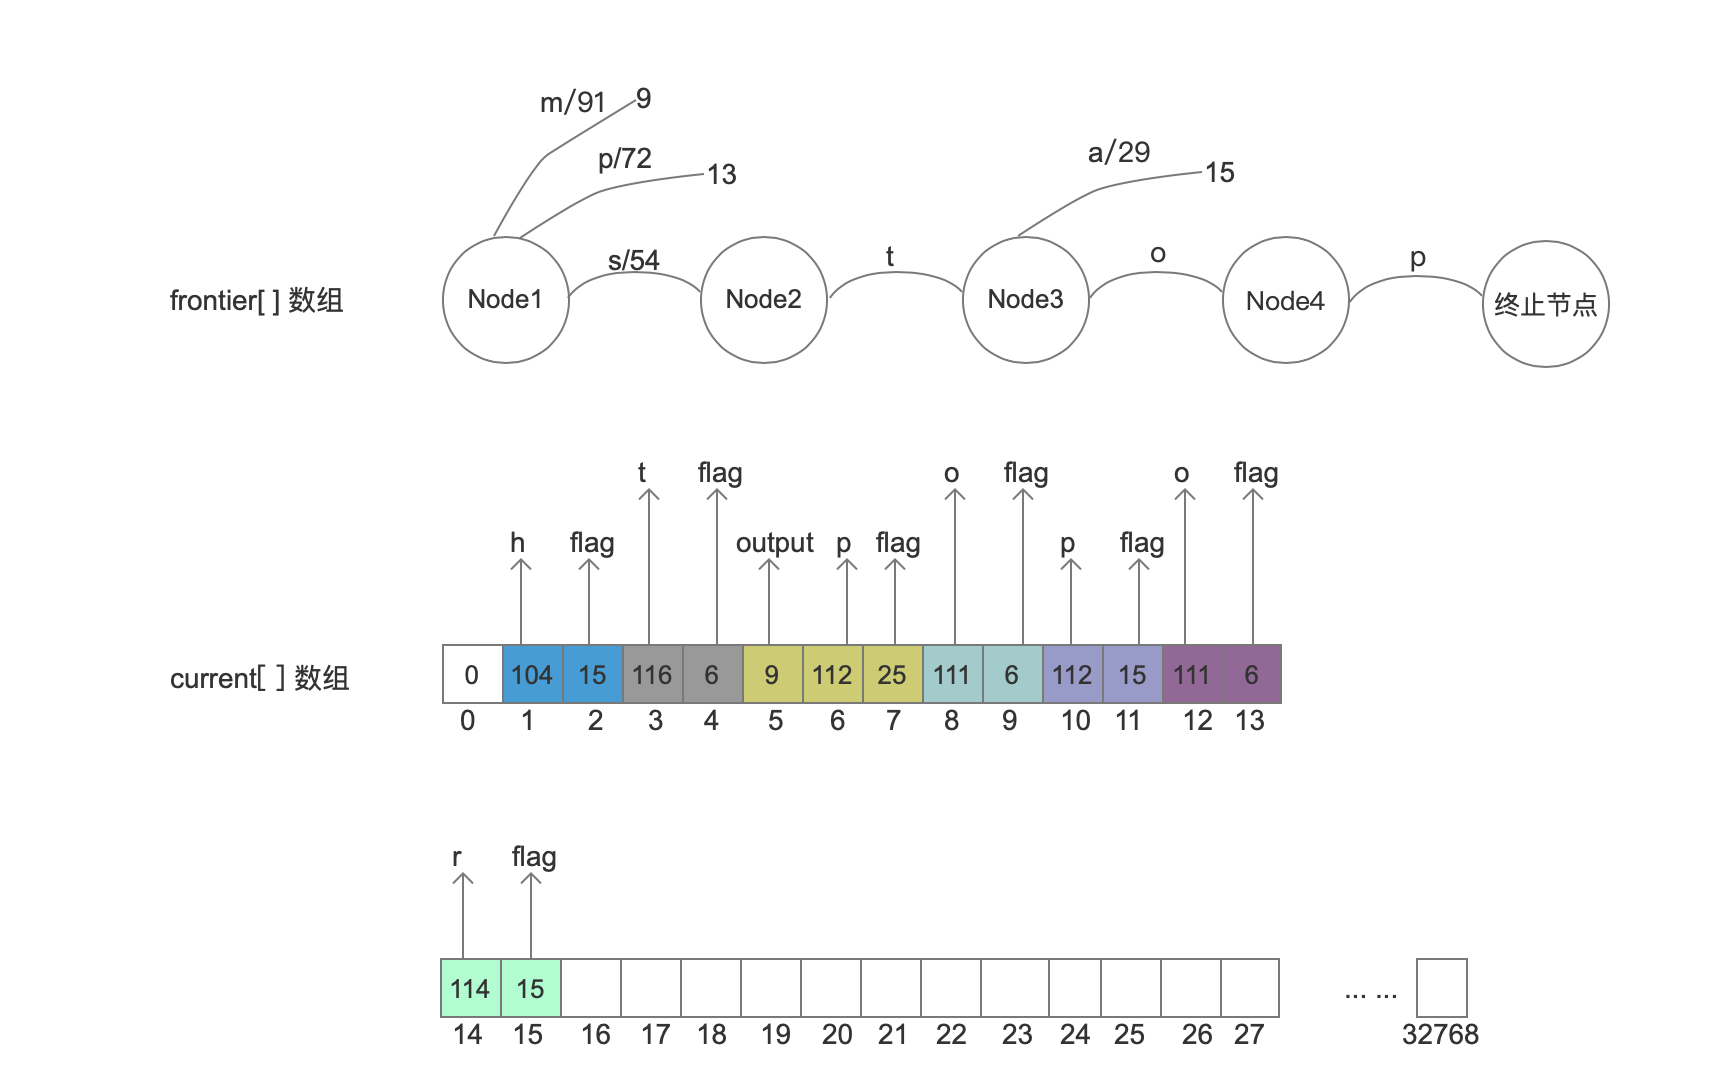 m/91 9
p/72 13
a/29 15
s/54 t o p
frontier[ ] 数组 Node1 Node2 Node3 Node4 终止节点
t flag o flag o flag
h flag output p flag p flag
current[ ] 数组 0 104 15 116 6 9 112 25 111 6 112 15 111 6
0 1 2 3 4 5 6 7 8 9 10 11 12 13
r flag
114 15 ... ...
14 15 16 17 18 19 20 21 22 23 24 25 26 27 32768